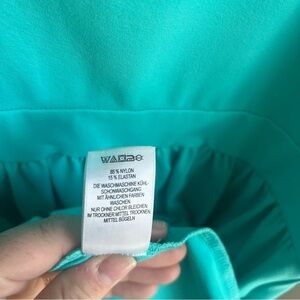 85 % NYLON
15 % ELASTAN
DIE WASCHMASCHINE KÜHL-
SCHONWASCHGANG
MIT ÄHNLICHEN FARBEN
WASCHEN
NUR OHNE CHLOR BLEICHEN
IM TROCKNER MITTEL TROCKNEN
MITTEL BÜGELN